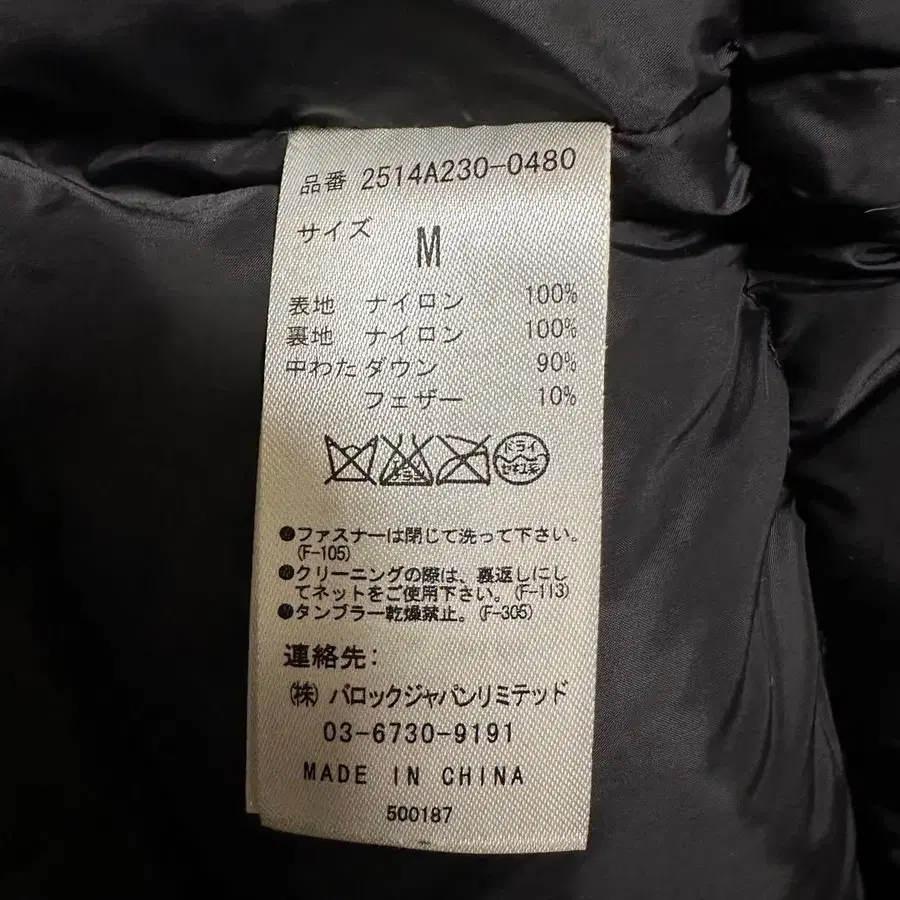 品番 2514A230-0480
サイズ M
表地 ナイロン 100%
裏地 ナイロン 100%
中わた ダウン 90%
フェザー 10%
エンソ サラシ ドライ
セキユ系
●ファスナーは閉じて洗って下さい。
(F-105)
●クリーニングの際は、裏返しにし
てネットをご使用下さい。(F-113)
●タンブラー乾燥禁止。(F-305)
連絡先:
(株) バロックジャパンリミテッド
03-6730-9191
MADE IN CHINA
500187